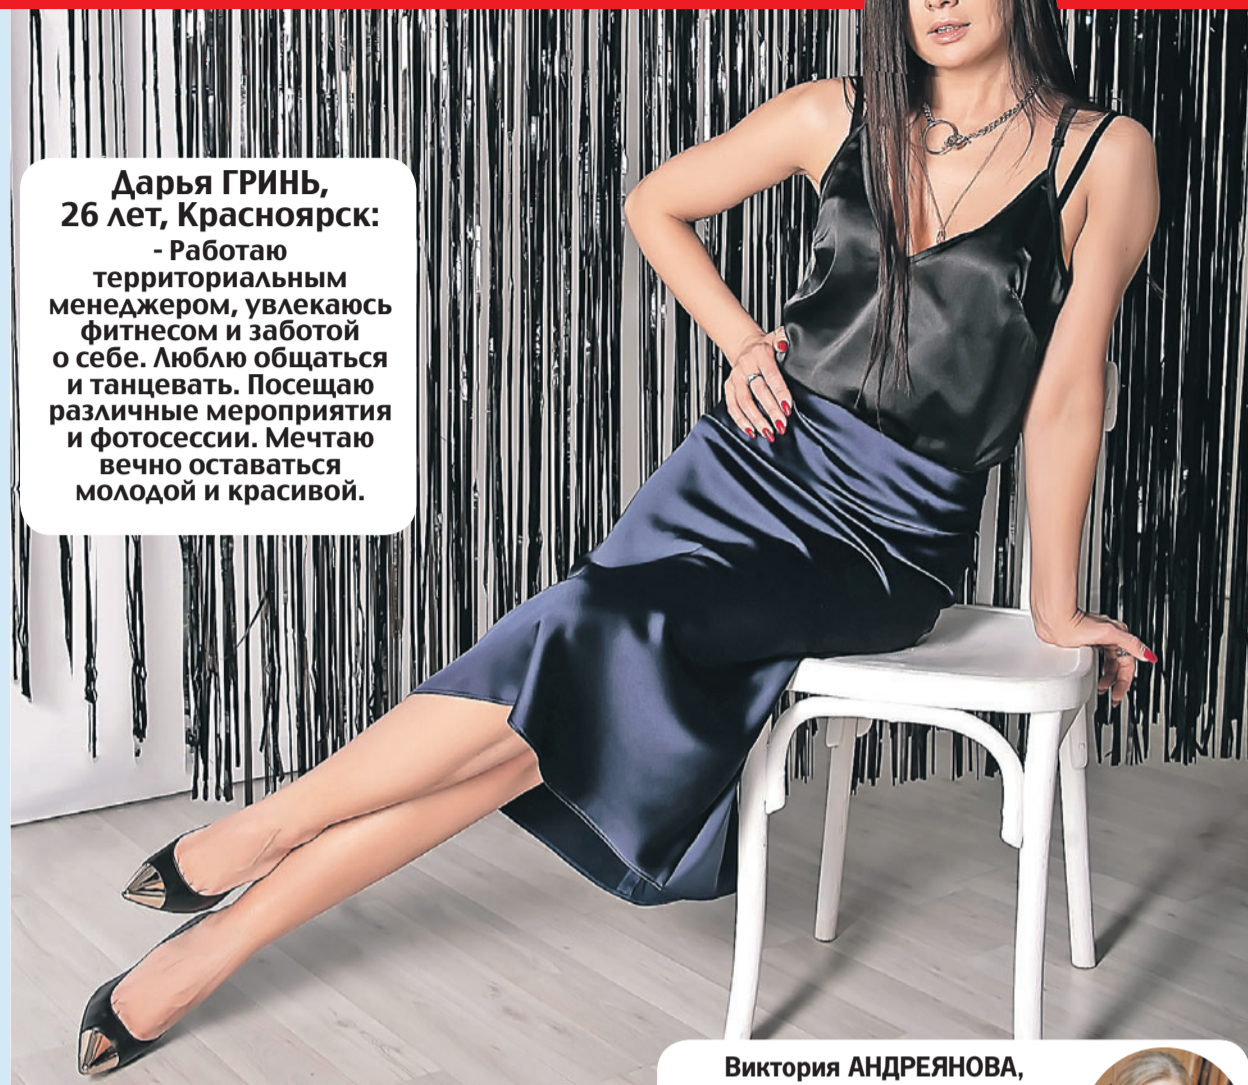 Дарья ГРИНЬ,
26 лет, Красноярск:
- Работаю
территориальным
менеджером, увлекаюсь
фитнесом и заботой
о себе. Люблю общаться
и танцевать. Посещаю
различные мероприятия
и фотосессии. Мечтаю
вечно оставаться
молодой и красивой.
Виктория АНДРЕЯНОВА,